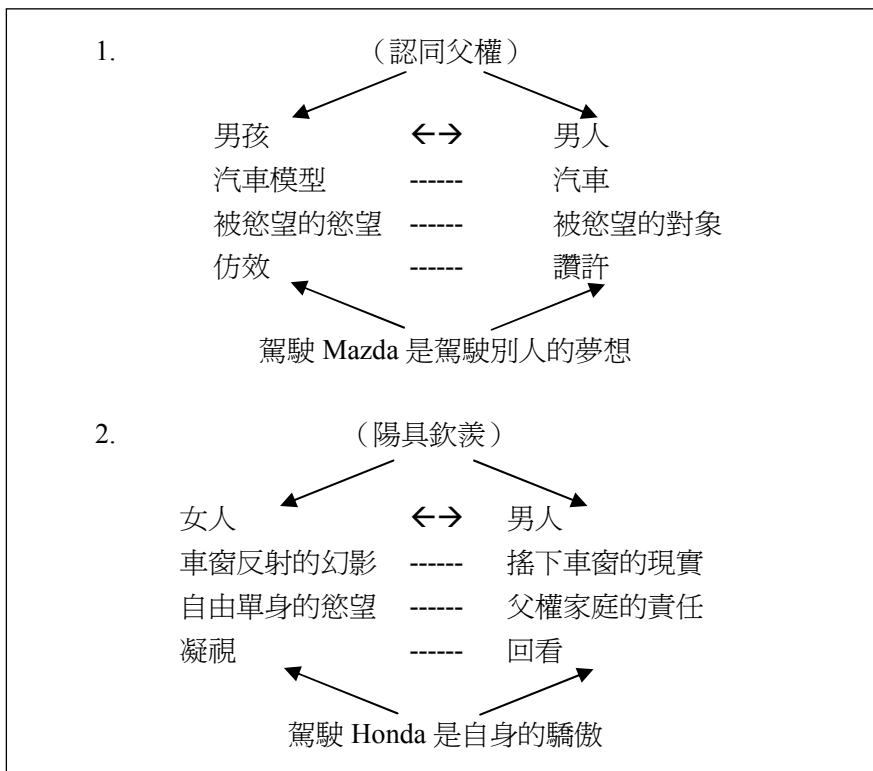 1. （認同父權）
男孩 ←→ 男人
汽車模型 ------ 汽車
被慾望的慾望 ------ 被慾望的對象
仿效 ------ 讚許
駕駛 Mazda 是駕駛別人的夢想
2. （陽具欽羨）
女人 ←→ 男人
車窗反射的幻影 ------ 搖下車窗的現實
自由單身的慾望 ------ 父權家庭的責任
凝視 ------ 回看
駕駛 Honda 是自身的驕傲